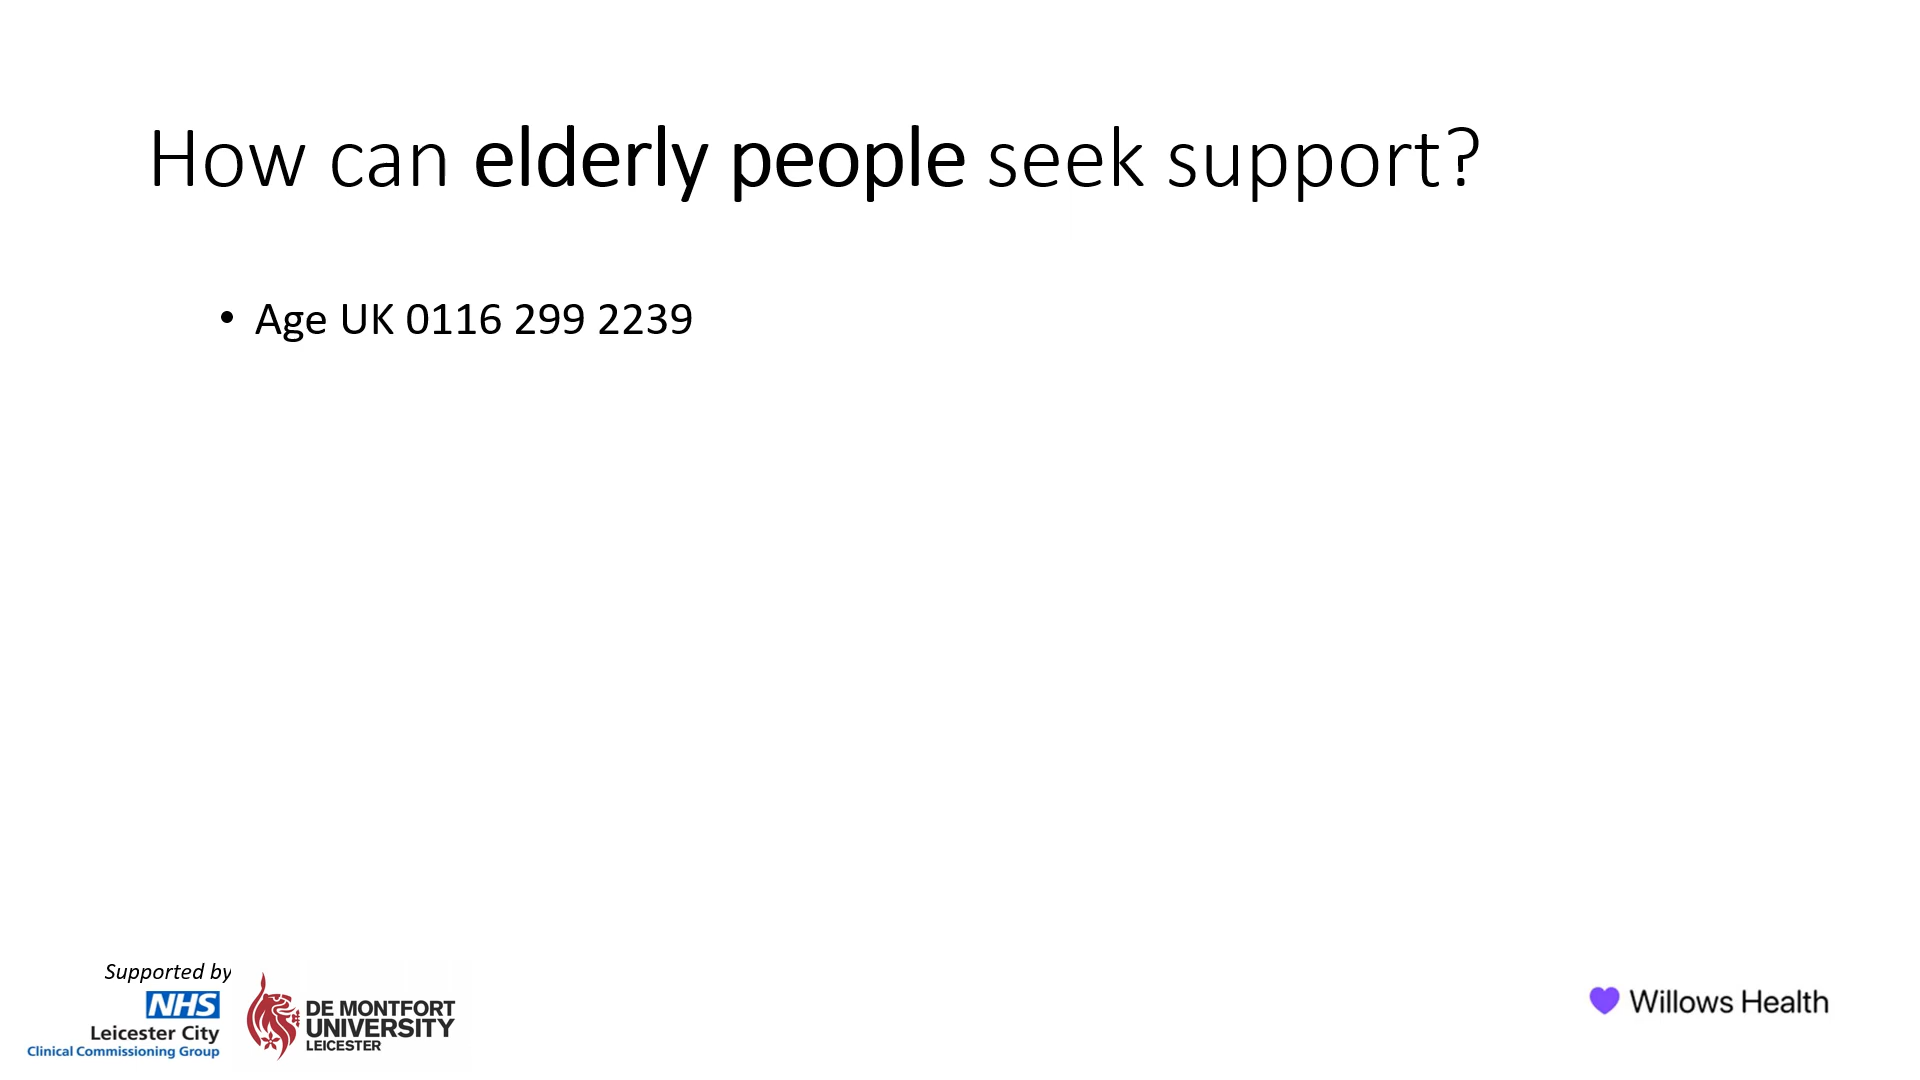 How can elderly people seek support?
• Age UK 0116 299 2239
Supported by
NHS
Leicester City
Clinical Commissioning Group
DE MONTFORT
UNIVERSITY
LEICESTER
Willows Health